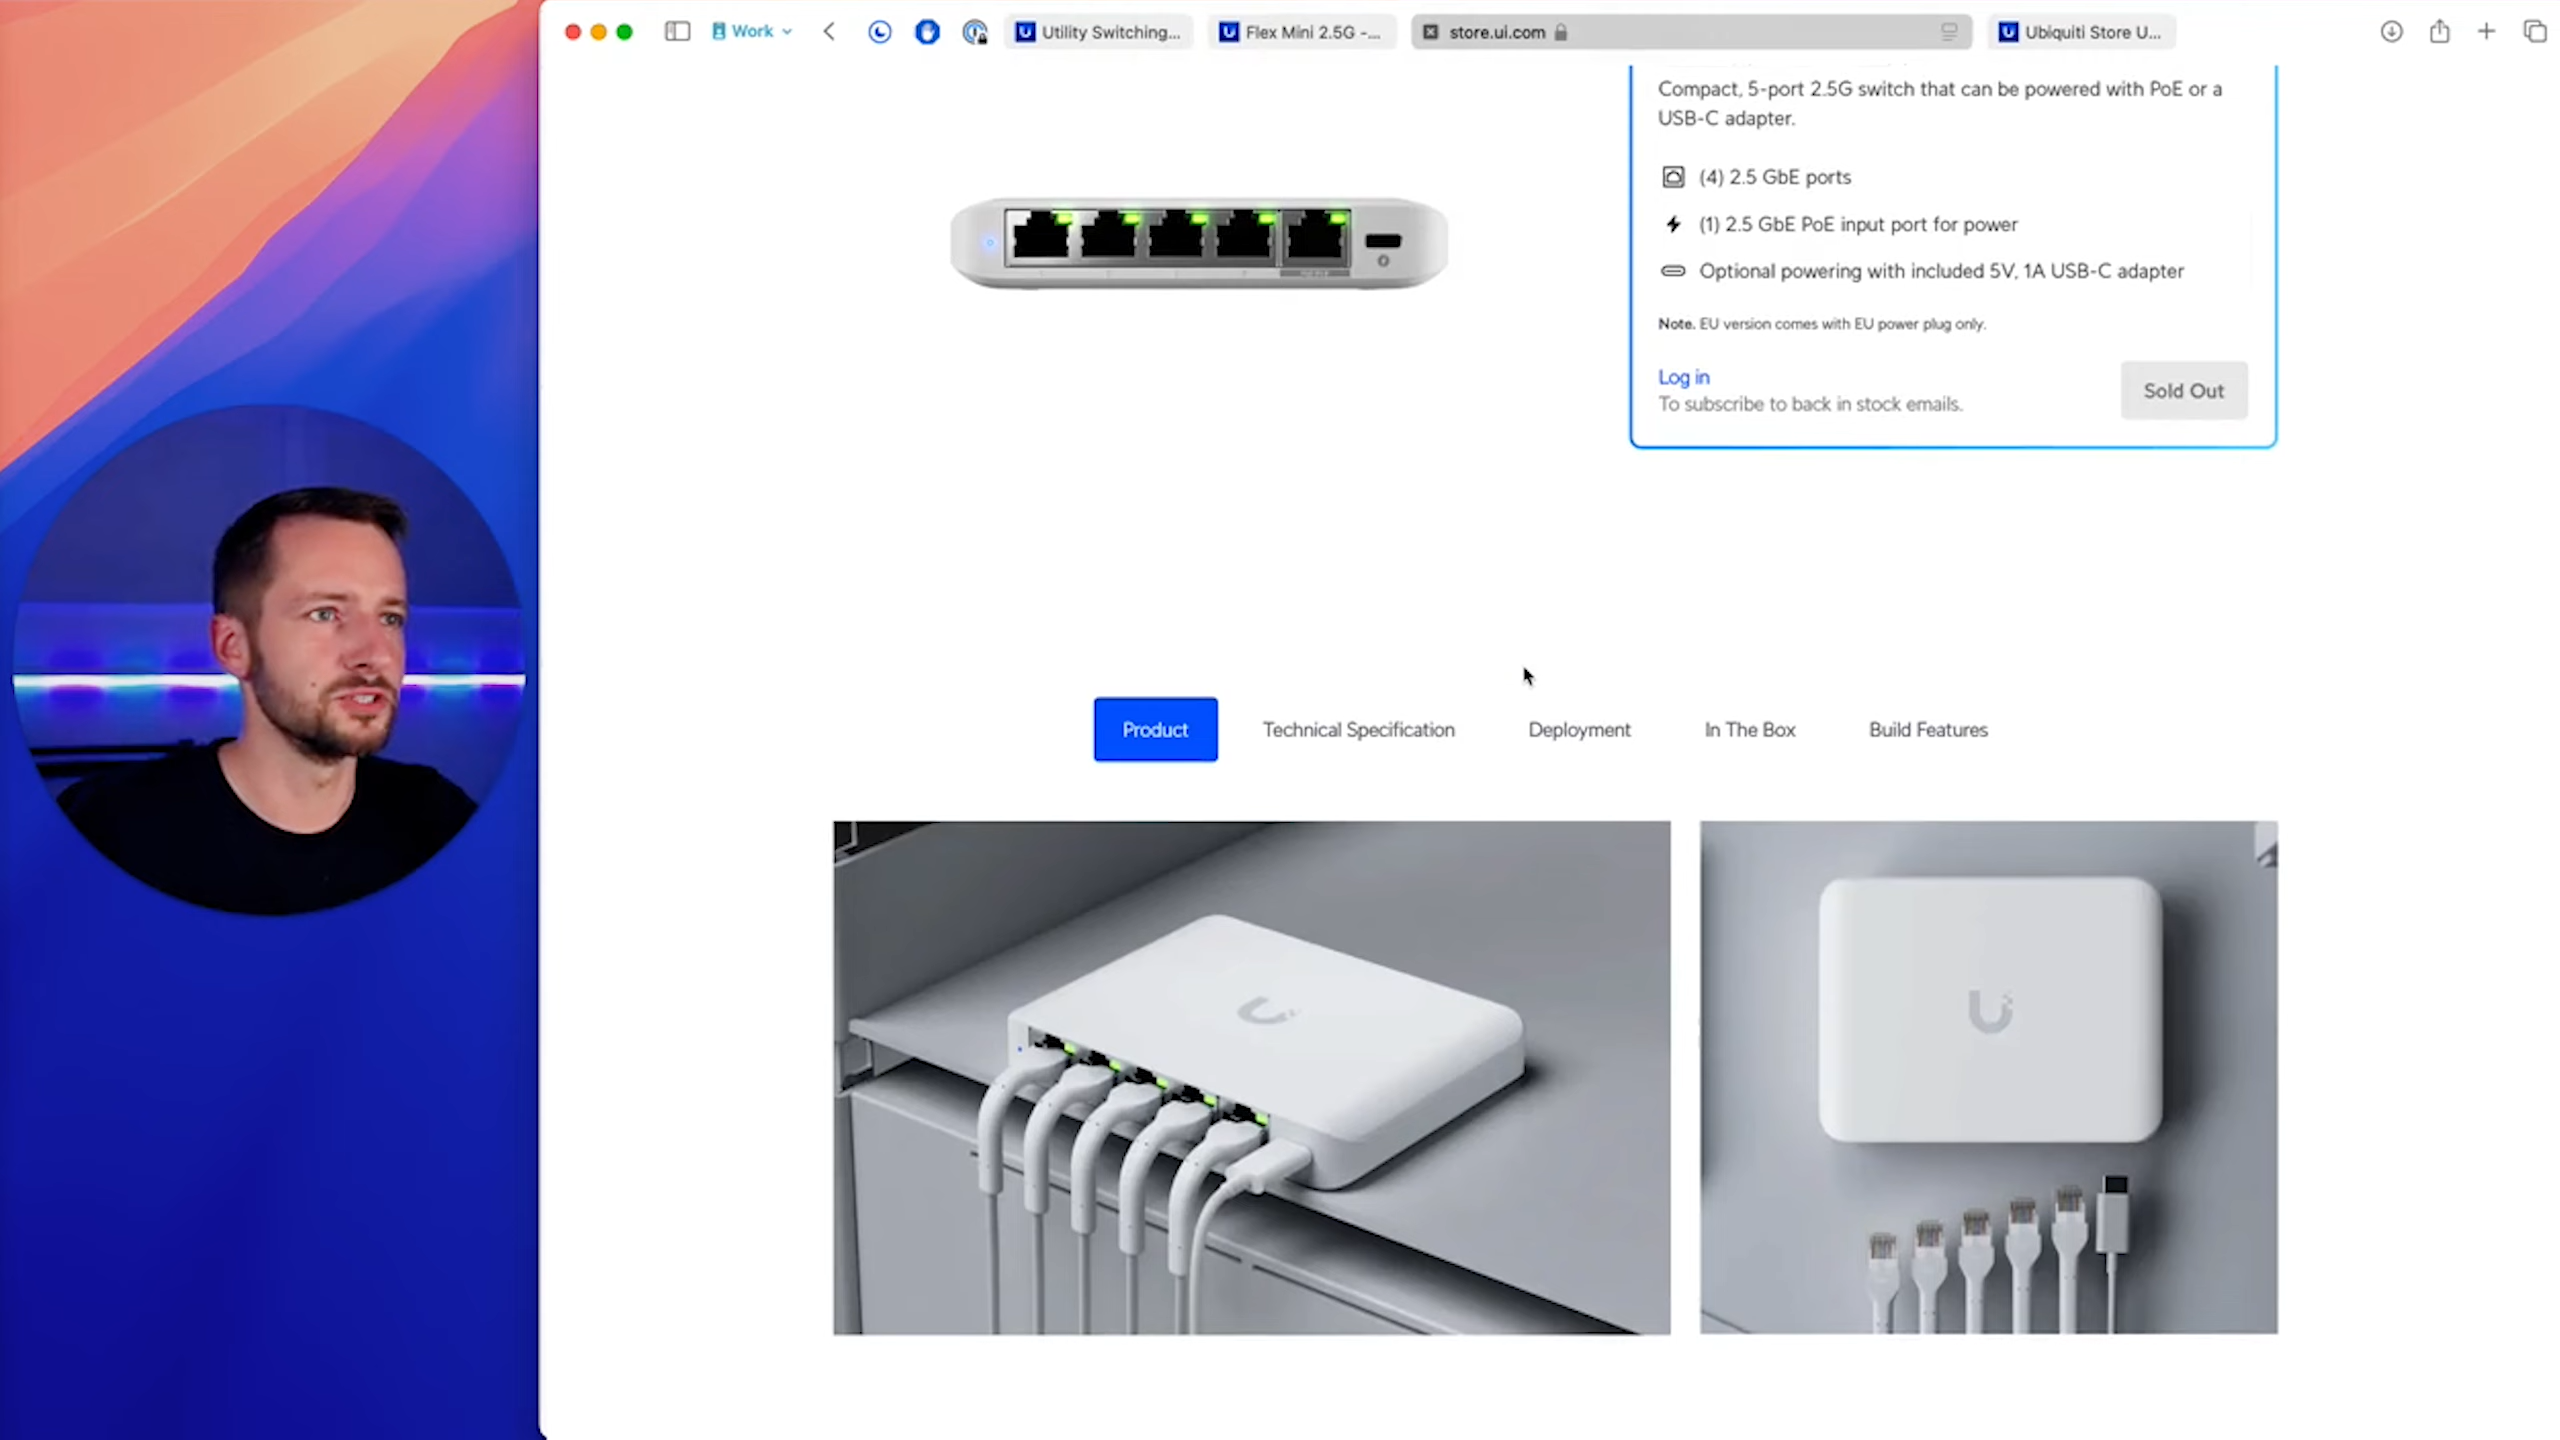 Work
Utility Switching...
Flex Mini 2.5G -...
store.ui.com
Ubiquiti Store U...
Compact, 5-port 2.5G switch that can be powered with PoE or a
USB-C adapter.
(4) 2.5 GbE ports
(1) 2.5 GbE PoE input port for power
Optional powering with included 5V, 1A USB-C adapter
Note. EU version comes with EU power plug only.
Log in
To subscribe to back in stock emails.
Sold Out
Product
Technical Specification
Deployment
In The Box
Build Features